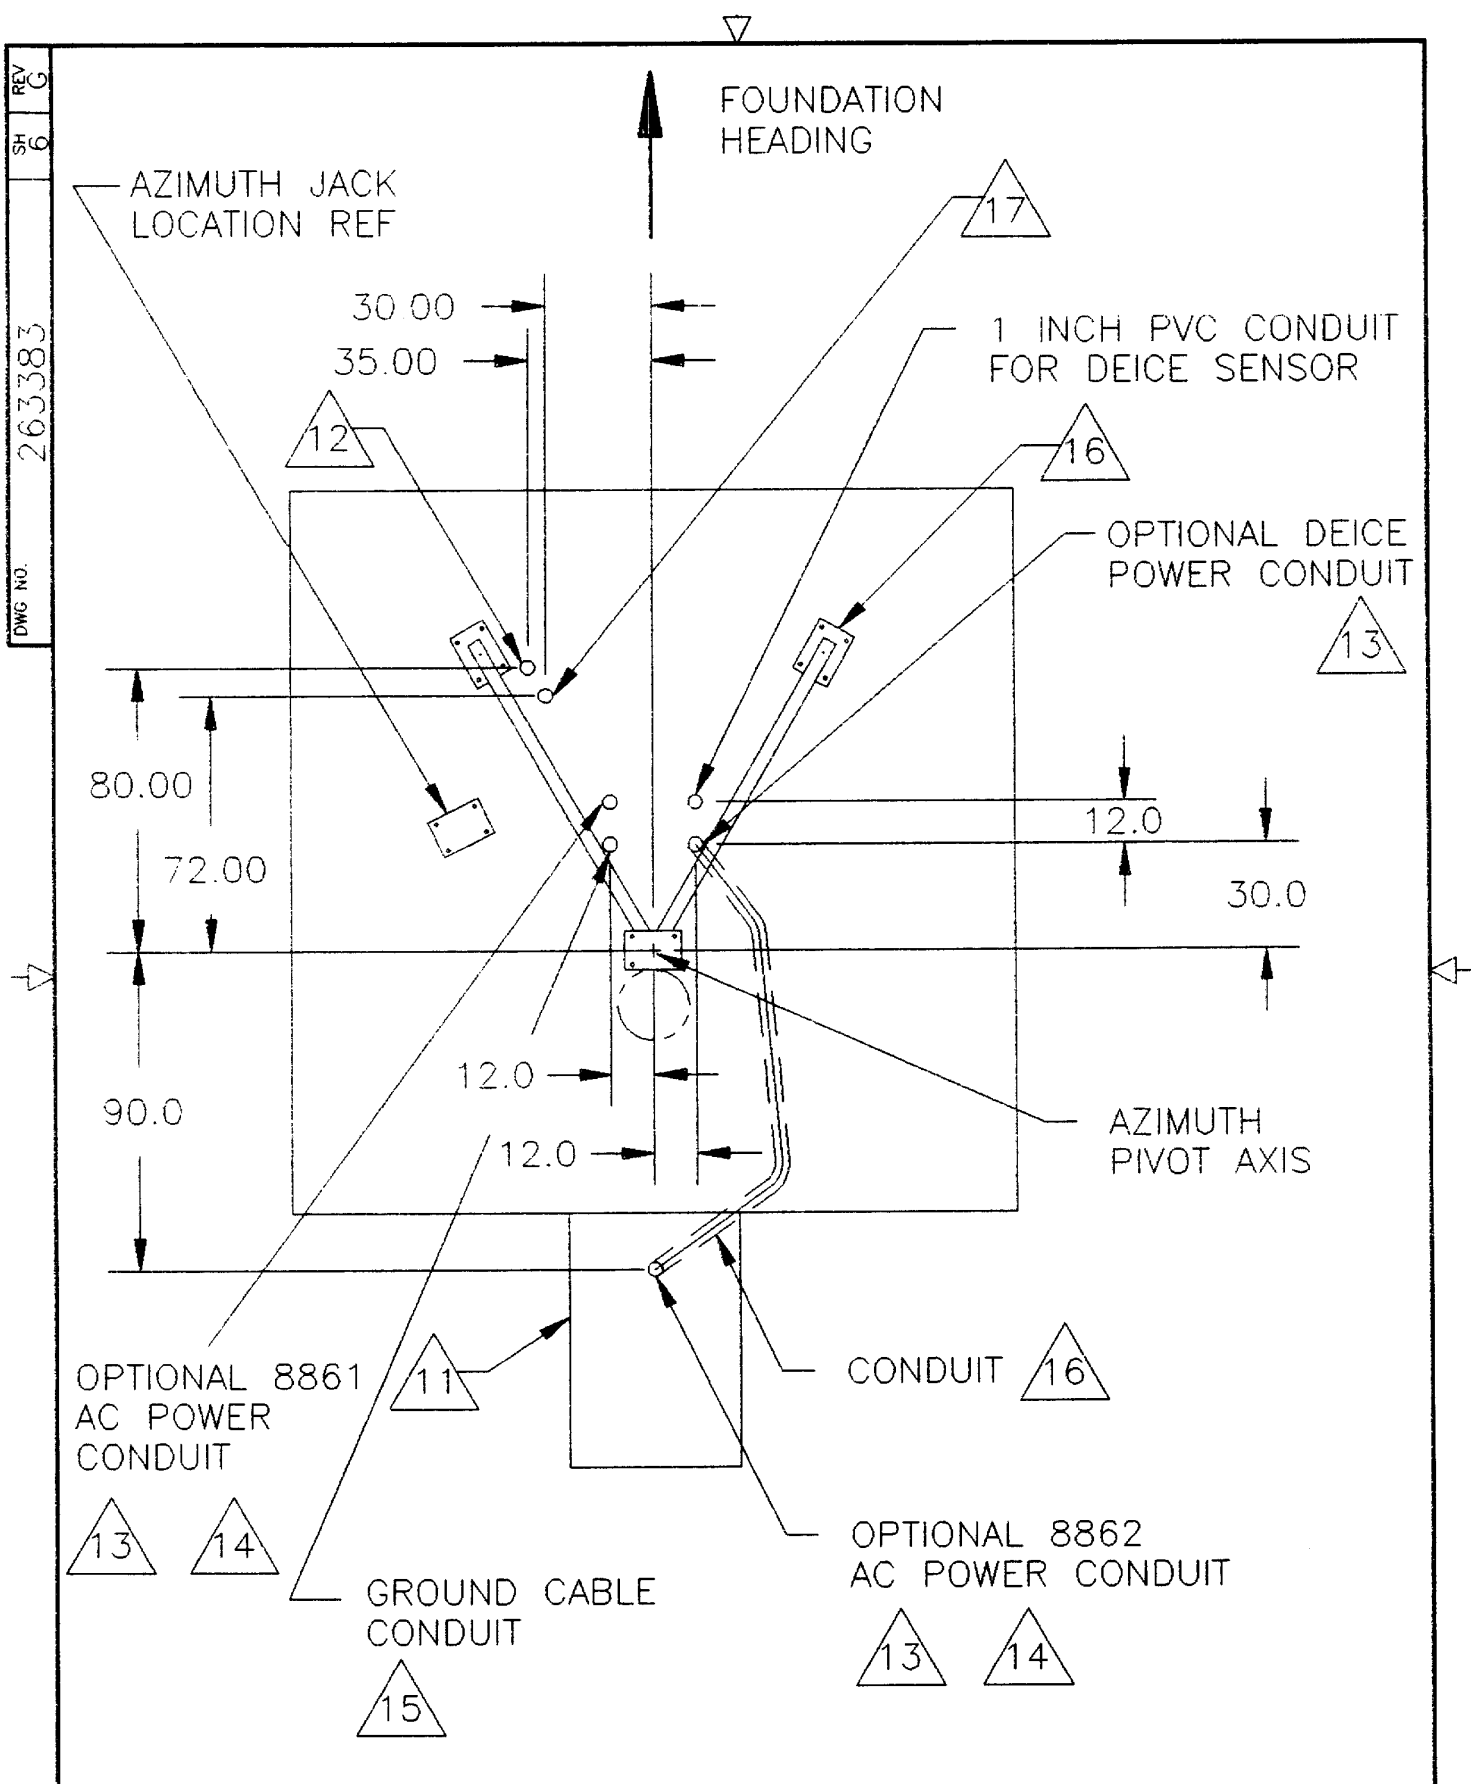 REV
G
SH
6
DWG NO.
263383
FOUNDATION
HEADING
AZIMUTH JACK
LOCATION REF
17
30.00
35.00
1 INCH PVC CONDUIT
FOR DEICE SENSOR
12
16
OPTIONAL DEICE
POWER CONDUIT
13
80.00
72.00
12.0
30.0
90.0
12.0
12.0
AZIMUTH
PIVOT AXIS
OPTIONAL 8861
AC POWER
CONDUIT
13
14
11
CONDUIT
16
OPTIONAL 8862
AC POWER CONDUIT
13
14
GROUND CABLE
CONDUIT
15